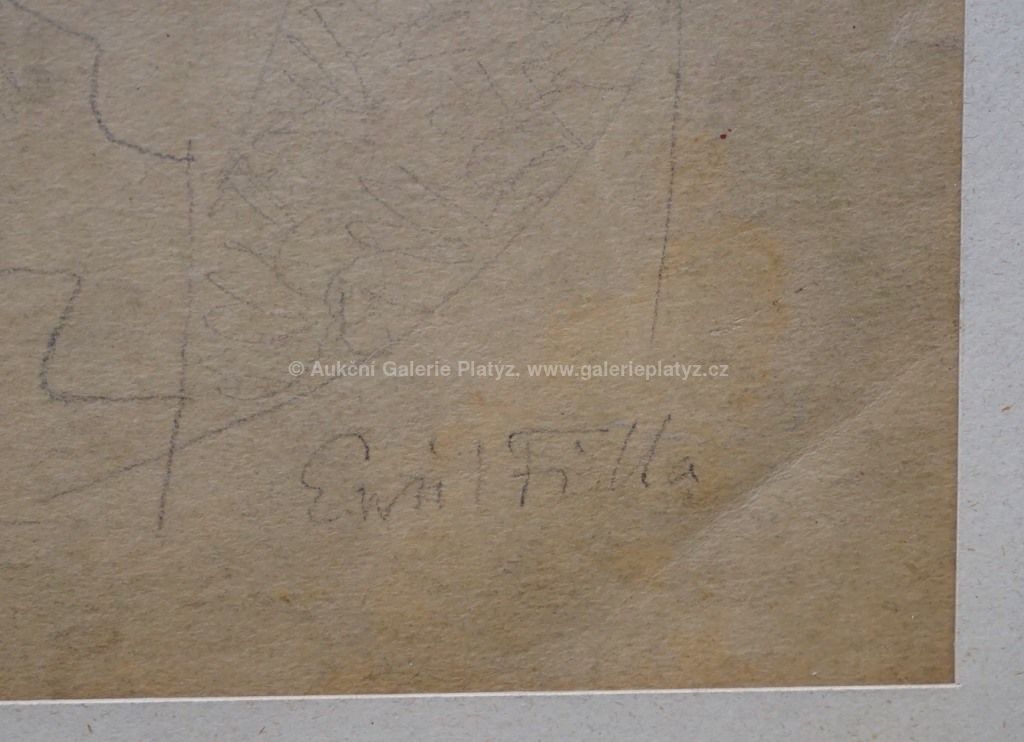 © Aukční Galerie Platýz, www.galerieplatyz.cz
Emil Filla